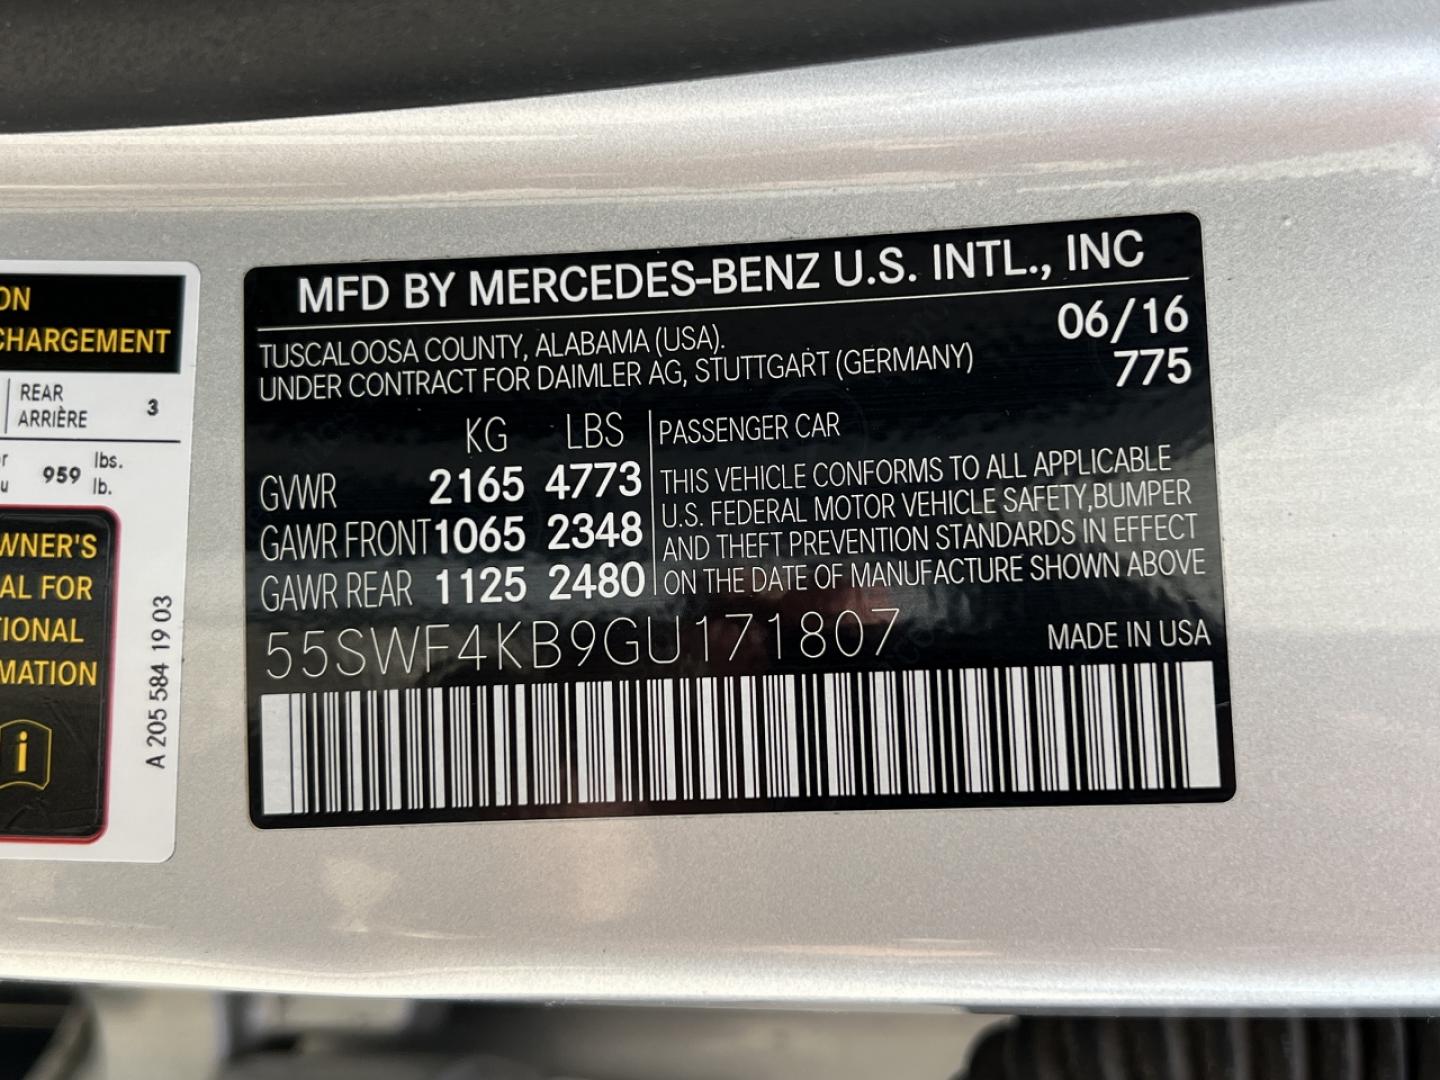 ON
CHARGEMENT
REAR
ARRIÈRE
3
959 lbs.
lb.
WNER'S
AL FOR
TIONAL
MATION
i
A 205 584 19 03
MFD BY MERCEDES-BENZ U.S. INTL., INC
TUSCALOOSA COUNTY, ALABAMA (USA).
UNDER CONTRACT FOR DAIMLER AG, STUTTGART (GERMANY)
06/16
775
KG LBS
GVWR 2165 4773
GAWR FRONT 1065 2348
GAWR REAR 1125 2480
PASSENGER CAR
THIS VEHICLE CONFORMS TO ALL APPLICABLE
U.S. FEDERAL MOTOR VEHICLE SAFETY,BUMPER
AND THEFT PREVENTION STANDARDS IN EFFECT
ON THE DATE OF MANUFACTURE SHOWN ABOVE
55SWF4KB9GU171807
MADE IN USA